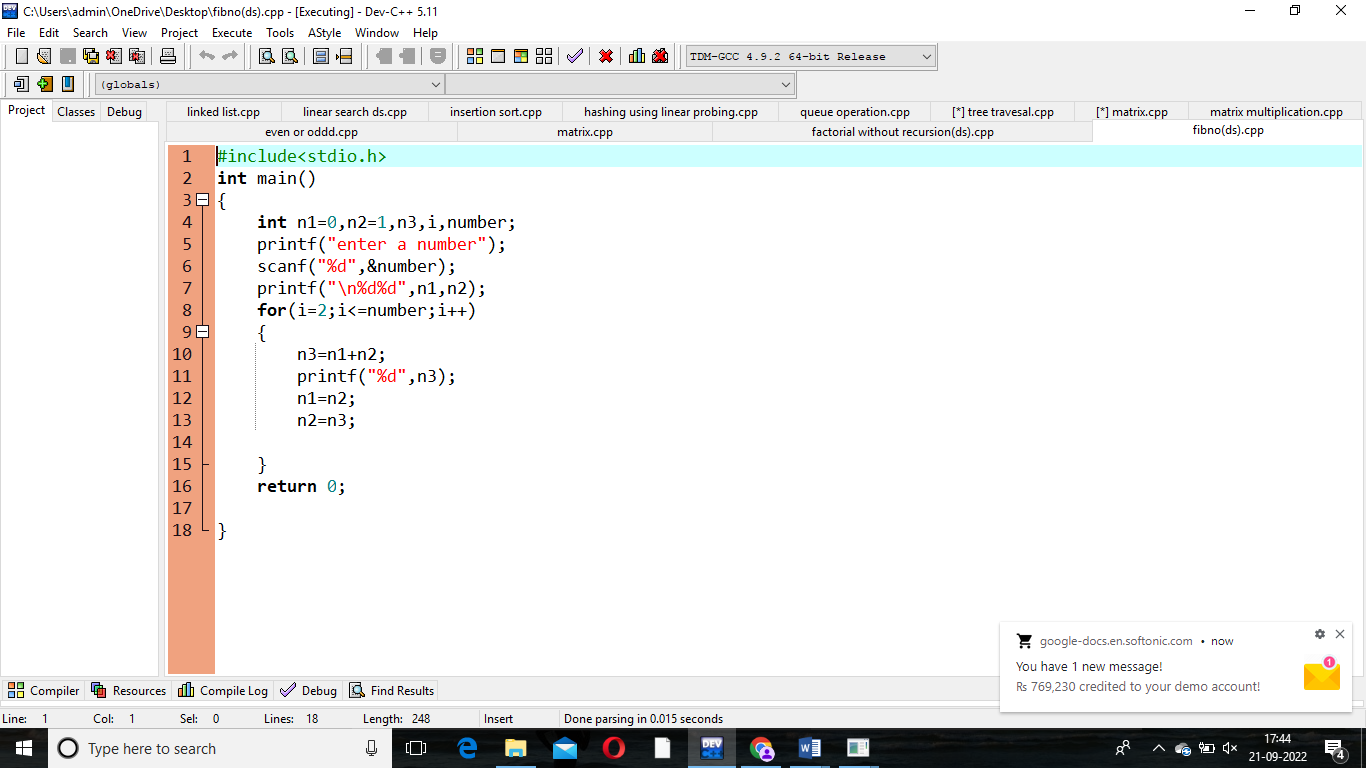 C:\Users\admin\OneDrive\Desktop\fibno(ds).cpp - [Executing] - Dev-C++ 5.11
File Edit Search View Project Execute Tools AStyle Window Help
TDM-GCC 4.9.2 64-bit Release
(globals)
Project Classes Debug
linked list.cpp linear search ds.cpp insertion sort.cpp hashing using linear probing.cpp queue operation.cpp [*] tree travesal.cpp [*] matrix.cpp matrix multiplication.cpp
even or oddd.cpp matrix.cpp factorial without recursion(ds).cpp fibno(ds).cpp
1 #include<stdio.h>
2 int main()
3 {
4 int n1=0,n2=1,n3,i,number;
5 printf("enter a number");
6 scanf("%d",&number);
7 printf("\n%d%d",n1,n2);
8 for(i=2;i<=number;i++)
9 {
10 n3=n1+n2;
11 printf("%d",n3);
12 n1=n2;
13 n2=n3;
14
15 }
16 return 0;
17
18 }
google-docs.en.softonic.com • now
You have 1 new message!
Rs 769,230 credited to your demo account!
1
Compiler Resources Compile Log Debug Find Results
Line: 1 Col: 1 Sel: 0 Lines: 18 Length: 248 Insert Done parsing in 0.015 seconds
Type here to search
DEV
17:44
21-09-2022
4